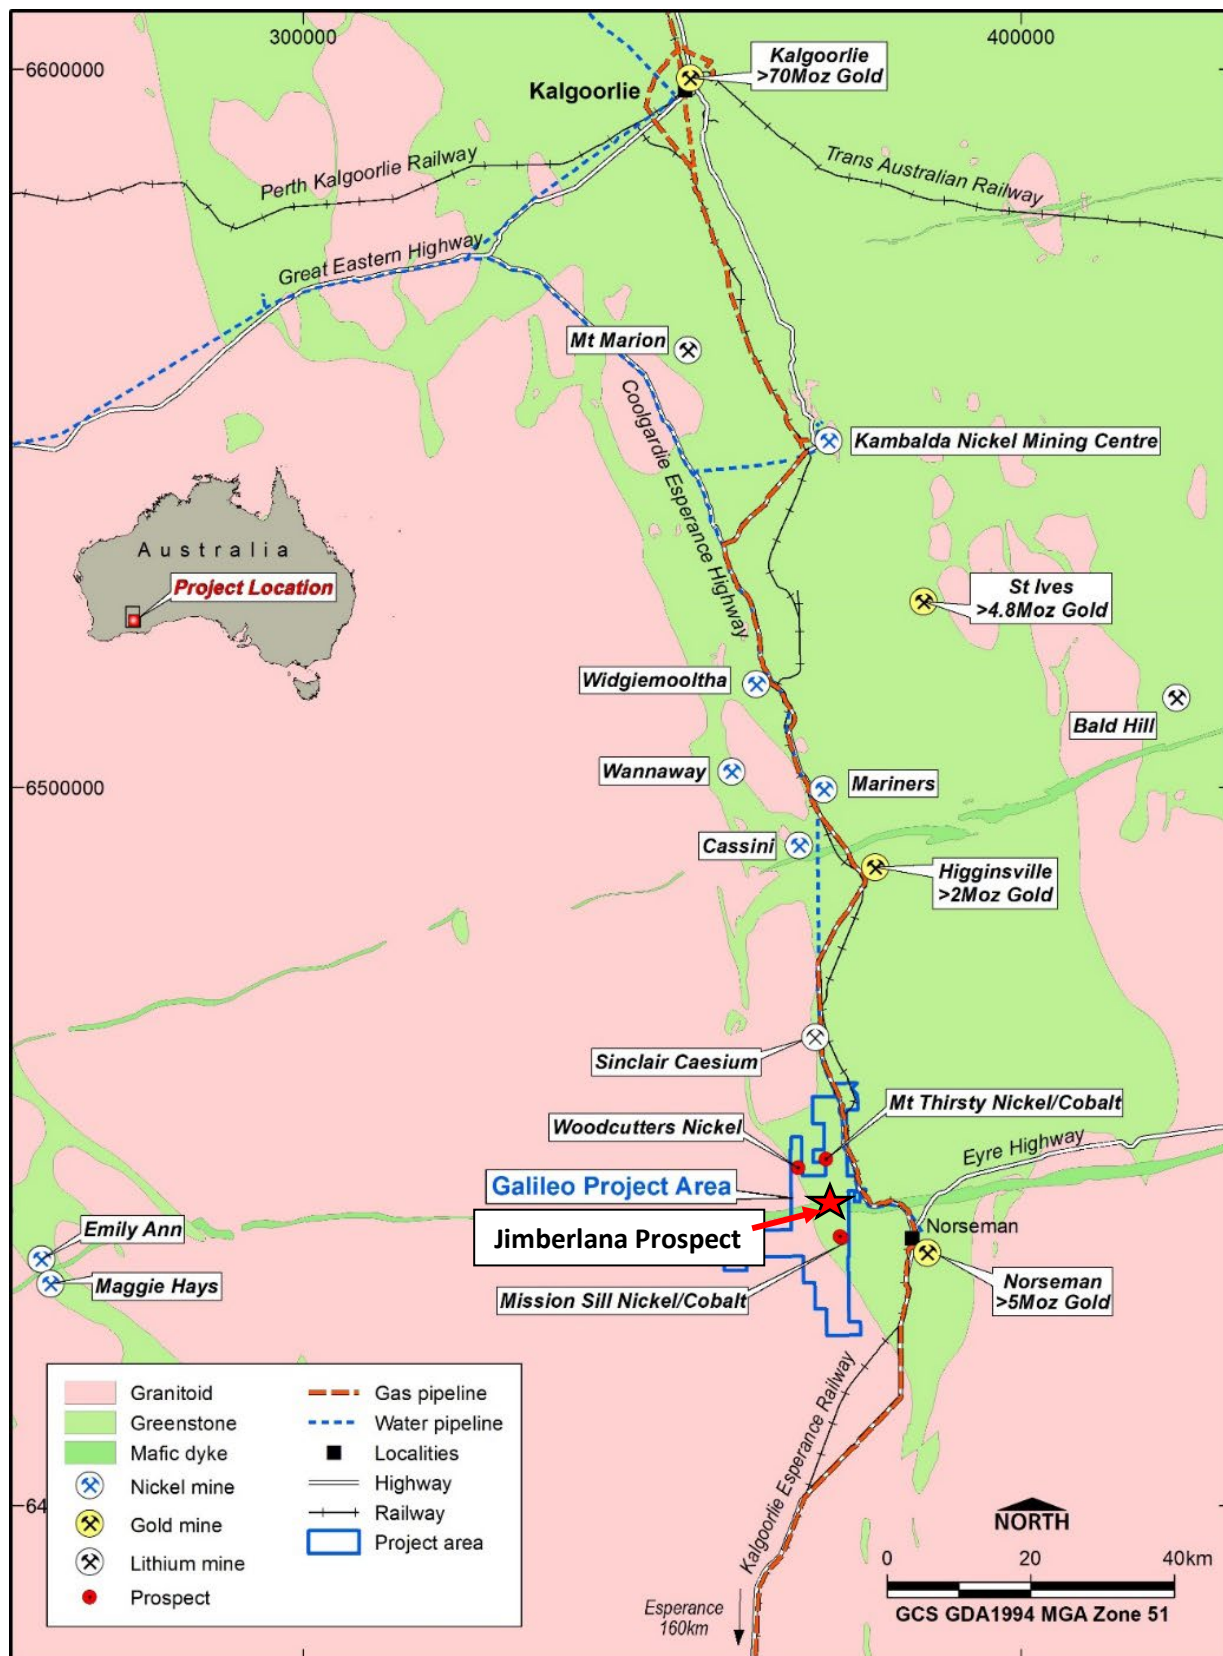 300000
400000
6600000
Kalgoorlie
>70Moz Gold
Kalgoorlie
Perth Kalgoorlie Railway
Trans Australian Railway
Great Eastern Highway
Mt Marion
Coolgardie Esperance Highway
Kambalda Nickel Mining Centre
Australia
Project Location
St Ives
>4.8Moz Gold
Widgiemooltha
Bald Hill
Wannaway
6500000
Mariners
Cassini
Higginsville
>2Moz Gold
Sinclair Caesium
Mt Thirsty Nickel/Cobalt
Woodcutters Nickel
Eyre Highway
Galileo Project Area
Jimberlana Prospect
Norseman
Emily Ann
Maggie Hays
Mission Sill Nickel/Cobalt
Norseman
>5Moz Gold
Kalgoorlie Esperance Railway
Granitoid
Greenstone
Mafic dyke
Nickel mine
Gold mine
Lithium mine
Prospect
Gas pipeline
Water pipeline
Localities
Highway
Railway
Project area
64
NORTH
0 20 40km
GCS GDA1994 MGA Zone 51
Esperance
160km